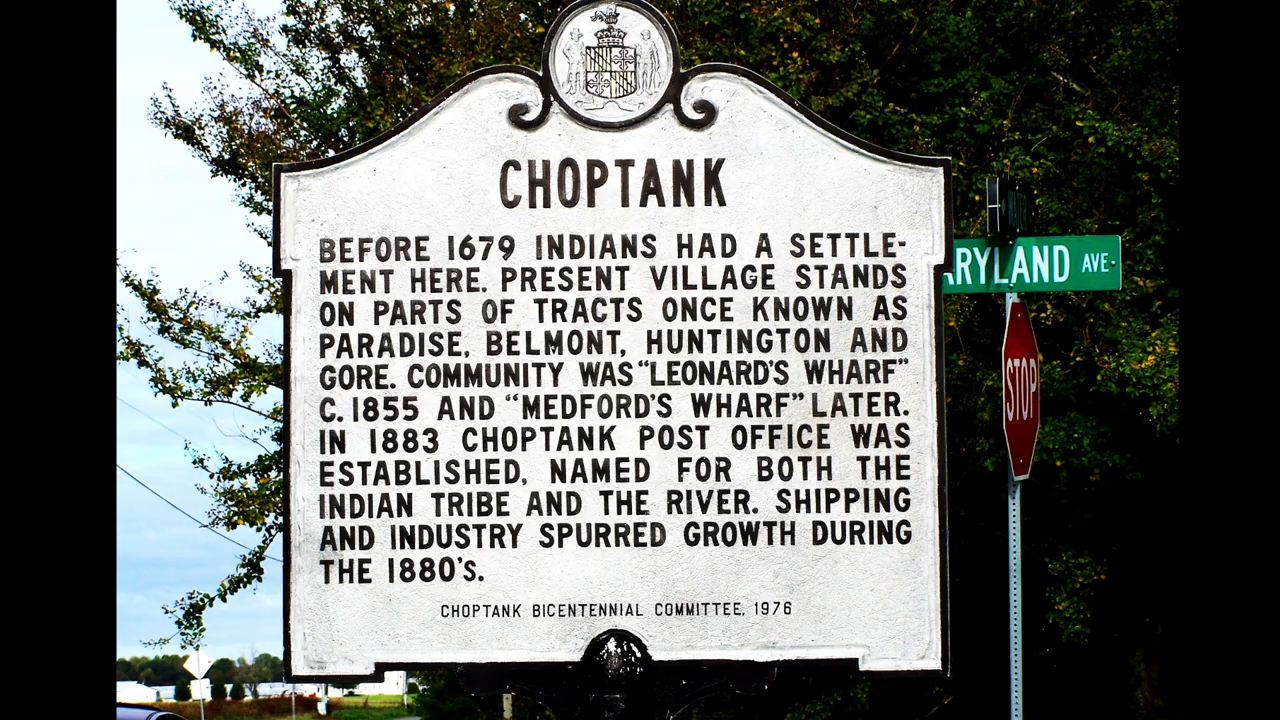 CHOPTANK
BEFORE 1679 INDIANS HAD A SETTLE-
MENT HERE. PRESENT VILLAGE STANDS
ON PARTS OF TRACTS ONCE KNOWN AS
PARADISE, BELMONT, HUNTINGTON AND
GORE. COMMUNITY WAS "LEONARD'S WHARF"
C. 1855 AND "MEDFORD'S WHARF" LATER.
IN 1883 CHOPTANK POST OFFICE WAS
ESTABLISHED, NAMED FOR BOTH THE
INDIAN TRIBE AND THE RIVER. SHIPPING
AND INDUSTRY SPURRED GROWTH DURING
THE 1880'S.
CHOPTANK BICENTENNIAL COMMITTEE, 1976
ARYLAND AVE.
STOP